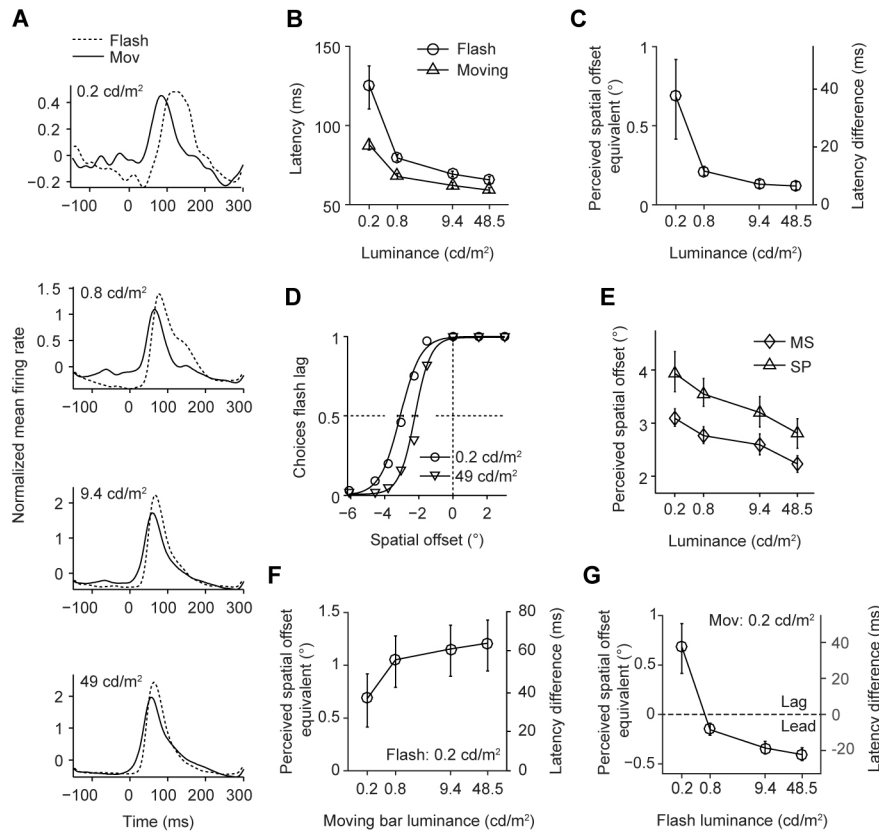 A
Flash
Mov
0.2 cd/m²
0.4
0.2
0
−0.2
−100 0 100 200 300
0.8 cd/m²
1.5
1.0
0.5
0
−100 0 100 200 300
9.4 cd/m²
2
1
0
−100 0 100 200 300
49 cd/m²
2
1
0
−100 0 100 200 300
Time (ms)
Normalized mean firing rate
B
Flash
Moving
150
100
50
Latency (ms)
0.2 0.8 9.4 48.5
Luminance (cd/m²)
C
1
0.5
0
Perceived spatial offset
equivalent (°)
40
20
0
Latency difference (ms)
0.2 0.8 9.4 48.5
Luminance (cd/m²)
D
1
0.5
0
Choices flash lag
0.2 cd/m²
49 cd/m²
−6 −4 −2 0 2
Spatial offset (°)
E
MS
SP
4
3
2
Perceived spatial offset (°)
0.2 0.8 9.4 48.5
Luminance (cd/m²)
F
1.5
1
0.5
0
Perceived spatial offset
equivalent (°)
80
60
40
20
0
Latency difference (ms)
Flash: 0.2 cd/m²
0.2 0.8 9.4 48.5
Moving bar luminance (cd/m²)
G
1
0.5
0
−0.5
Perceived spatial offset
equivalent (°)
Mov: 0.2 cd/m²
Lag
Lead
40
20
0
−20
Latency difference (ms)
0.2 0.8 9.4 48.5
Flash luminance (cd/m²)